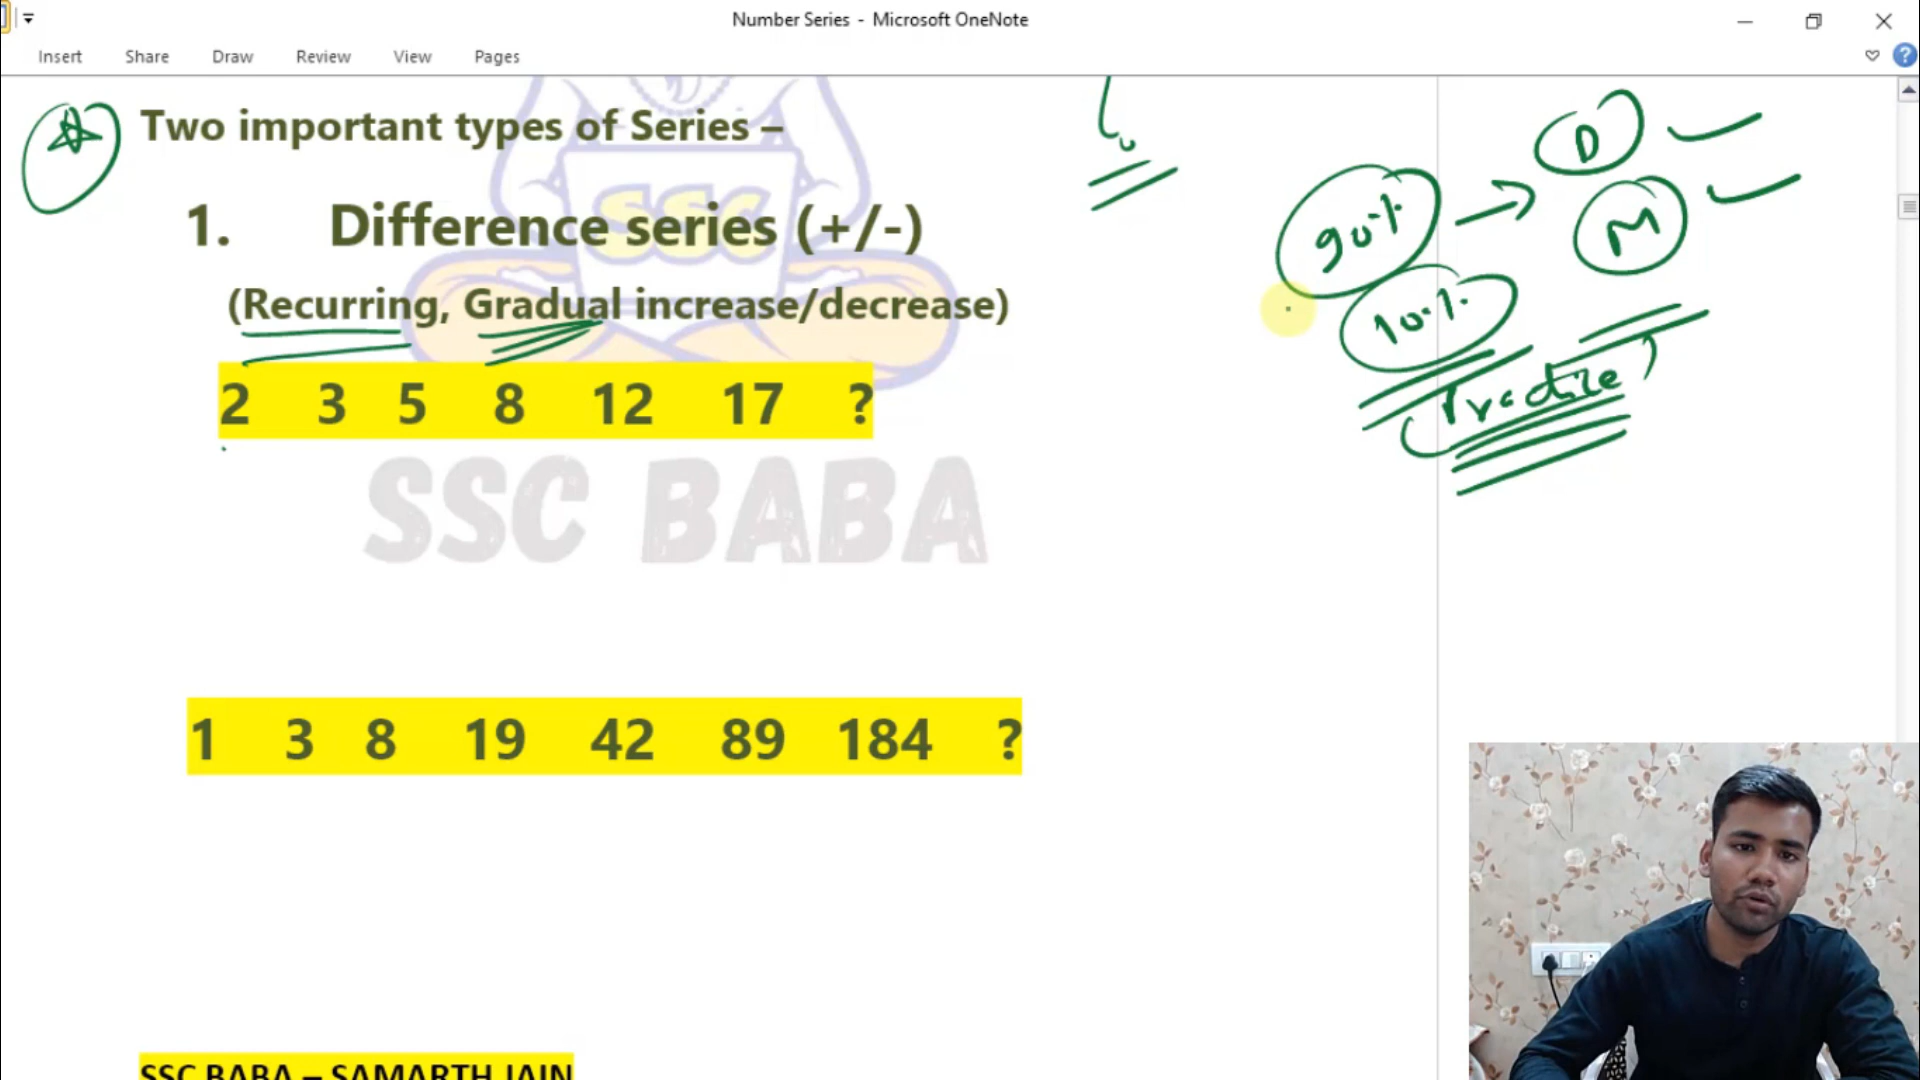 Number Series - Microsoft OneNote
Insert Share Draw Review View Pages
?
Two important types of Series –
1. Difference series (+/-)
(Recurring, Gradual increase/decrease)
2 3 5 8 12 17 ?
SSC
SSC BABA
1 3 8 19 42 89 184 ?
SSC BABA – SAMARTH JAIN
90%
D
M
10%
Practice